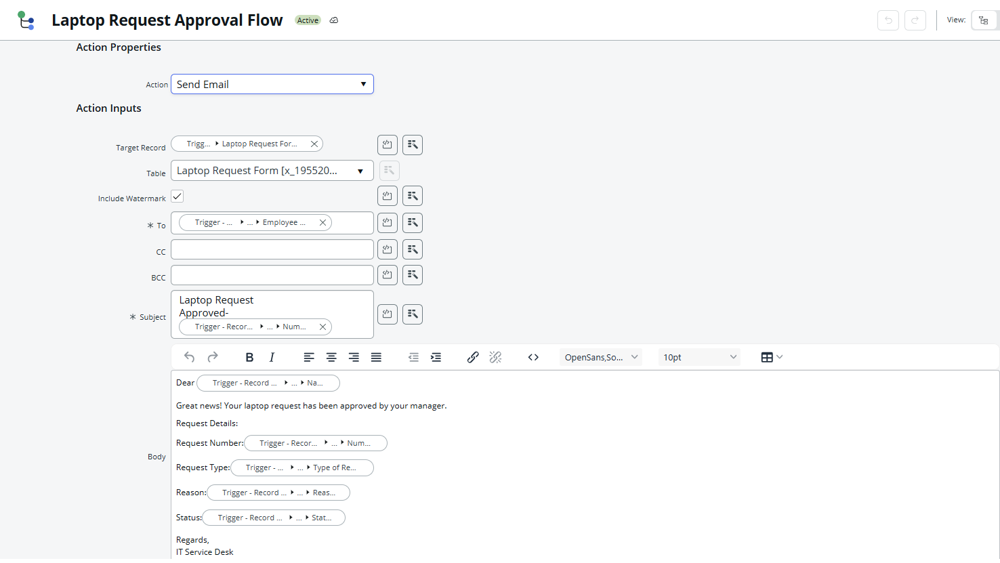 Laptop Request Approval Flow Active View:
Action Properties
Action Send Email
Action Inputs
Target Record Trigg... Laptop Request For...
Table Laptop Request Form [x_195520...
Include Watermark
* To Trigger - ... ... Employee ...
CC
BCC
Laptop Request
Approved-
* Subject Trigger - Recor... ... Num...
B I OpenSans,So... 10pt
Dear Trigger - Record ... ... Na...
Great news! Your laptop request has been approved by your manager.
Request Details:
Request Number: Trigger - Recor... ... Num...
Body
Request Type: Trigger - ... ... Type of Re...
Reason: Trigger - Record ... ... Reas...
Status: Trigger - Record ... ... Stat...
Regards,
IT Service Desk